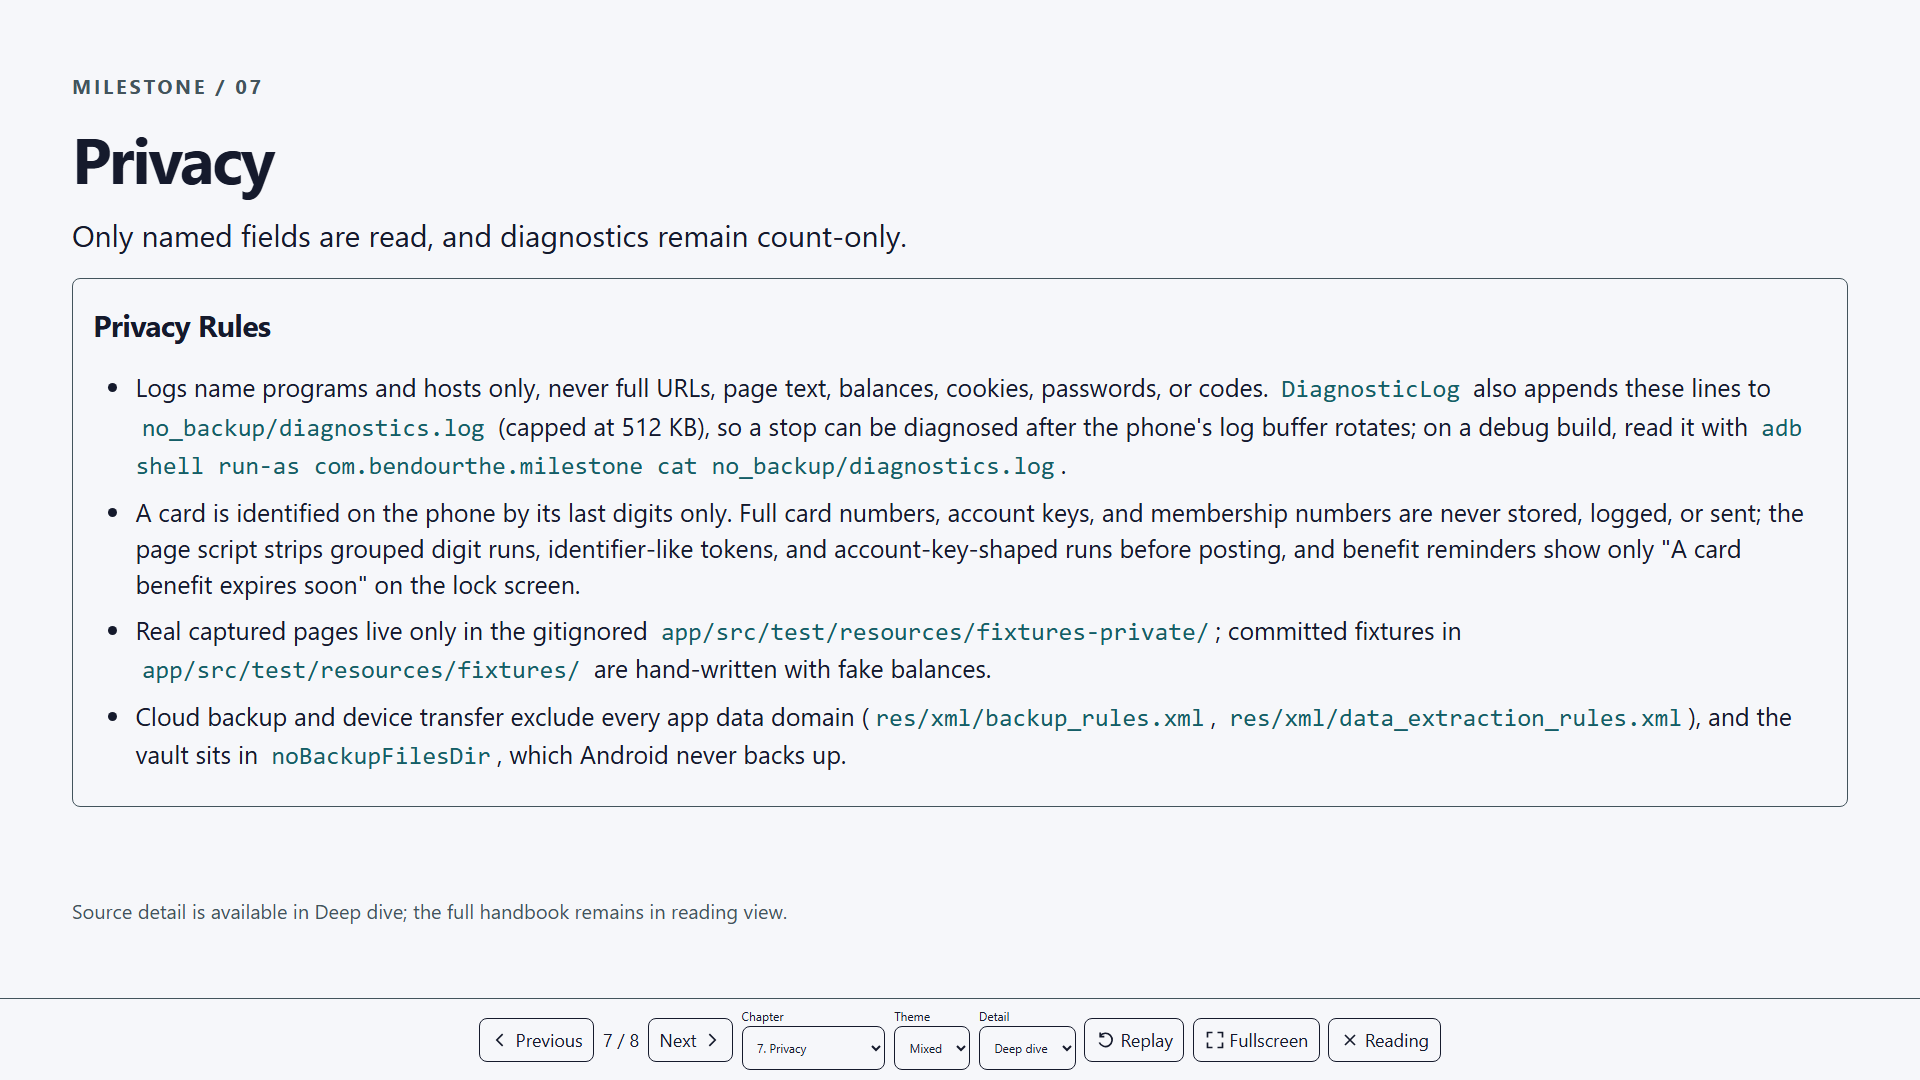 MILESTONE / 07
Privacy
Only named fields are read, and diagnostics remain count-only.
Privacy Rules
• Logs name programs and hosts only, never full URLs, page text, balances, cookies, passwords, or codes. DiagnosticLog also appends these lines to
no_backup/diagnostics.log (capped at 512 KB), so a stop can be diagnosed after the phone's log buffer rotates; on a debug build, read it with adb
shell run-as com.bendourthe.milestone cat no_backup/diagnostics.log.
• A card is identified on the phone by its last digits only. Full card numbers, account keys, and membership numbers are never stored, logged, or sent; the
page script strips grouped digit runs, identifier-like tokens, and account-key-shaped runs before posting, and benefit reminders show only "A card
benefit expires soon" on the lock screen.
• Real captured pages live only in the gitignored app/src/test/resources/fixtures-private/; committed fixtures in
app/src/test/resources/fixtures/ are hand-written with fake balances.
• Cloud backup and device transfer exclude every app data domain (res/xml/backup_rules.xml, res/xml/data_extraction_rules.xml), and the
vault sits in noBackupFilesDir, which Android never backs up.
Source detail is available in Deep dive; the full handbook remains in reading view.
Chapter Theme Detail
Previous 7 / 8 Next 7. Privacy Mixed Deep dive Replay Fullscreen Reading